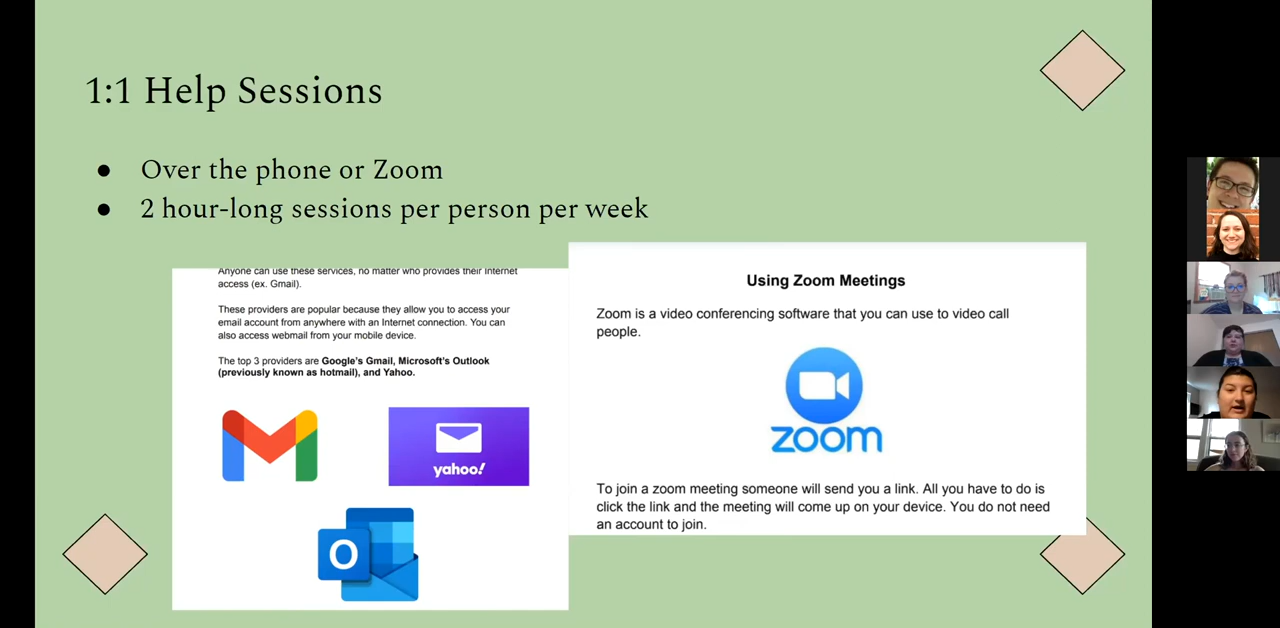 1:1 Help Sessions
● Over the phone or Zoom
● 2 hour-long sessions per person per week
Anyone can use these services, no matter who provides their Internet
access (ex. Gmail).
These providers are popular because they allow you to access your
email account from anywhere with an Internet connection. You can
also access webmail from your mobile device.
The top 3 providers are Google's Gmail, Microsoft's Outlook
(previously known as hotmail), and Yahoo.
yahoo!
O
Using Zoom Meetings
Zoom is a video conferencing software that you can use to video call
people.
zoom
To join a zoom meeting someone will send you a link. All you have to do is
click the link and the meeting will come up on your device. You do not need
an account to join.